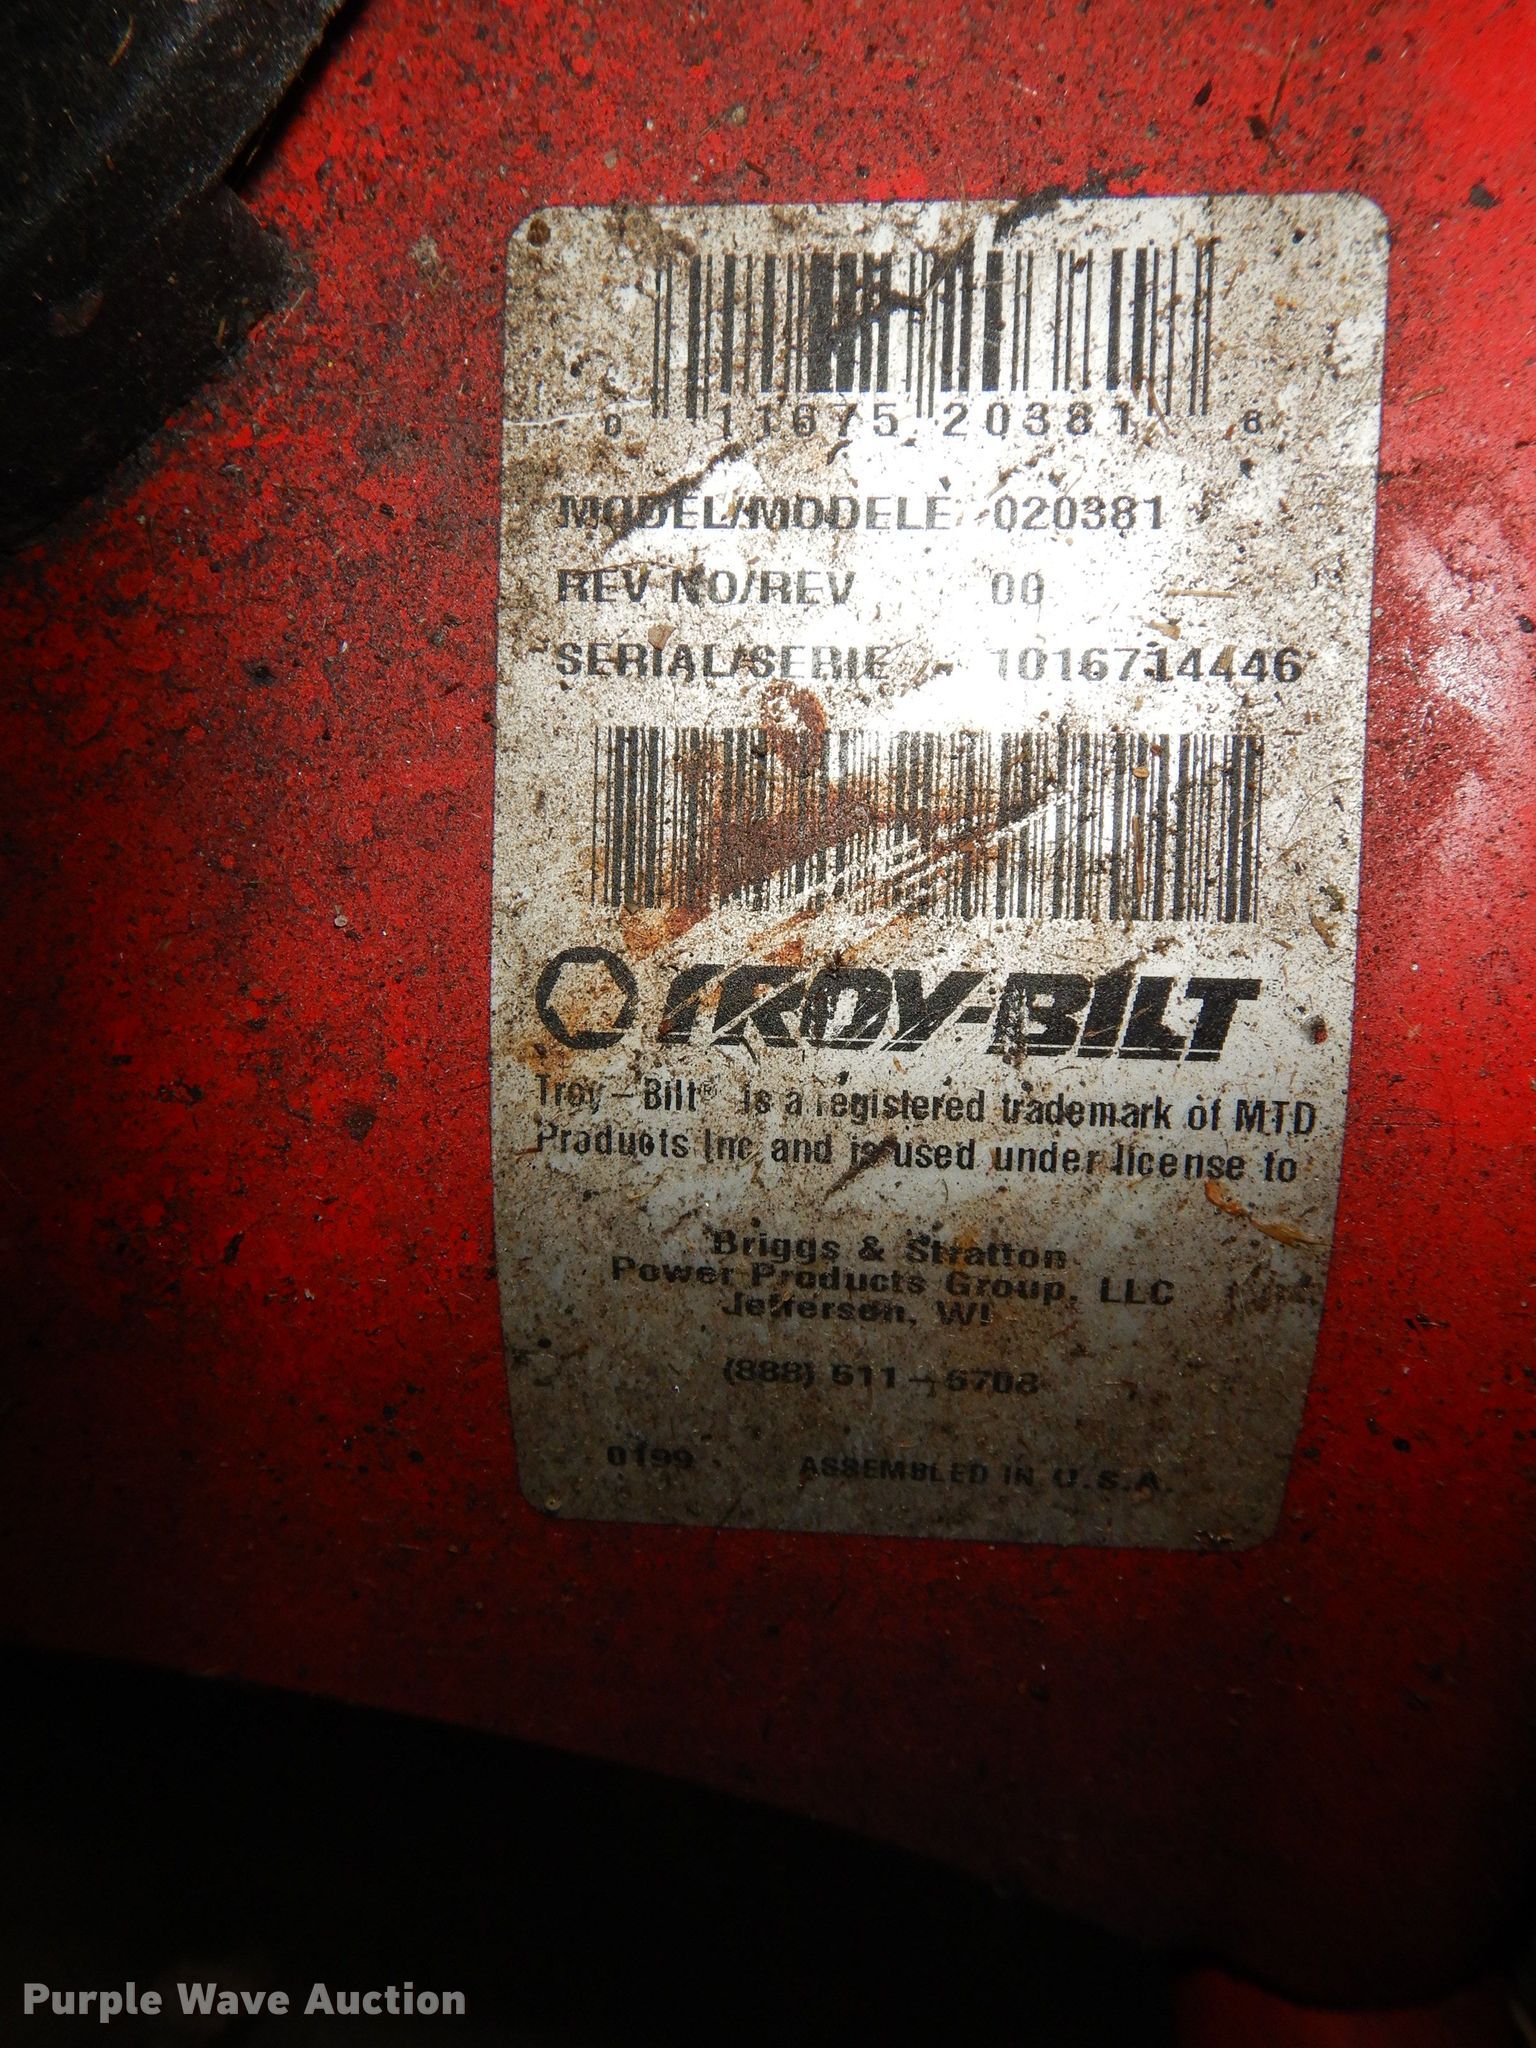 0 11675 20381 6
MODEL/MODELE 020381
REV NO/REV 00
SERIAL/SERIE 1016714446
TROY-BILT
Troy-Bilt® is a registered trademark of MTD
Products Inc and is used under license to
Briggs & Stratton
Power Products Group, LLC
Jefferson, WI
(888) 611-6708
0199 ASSEMBLED IN U.S.A.
Purple Wave Auction